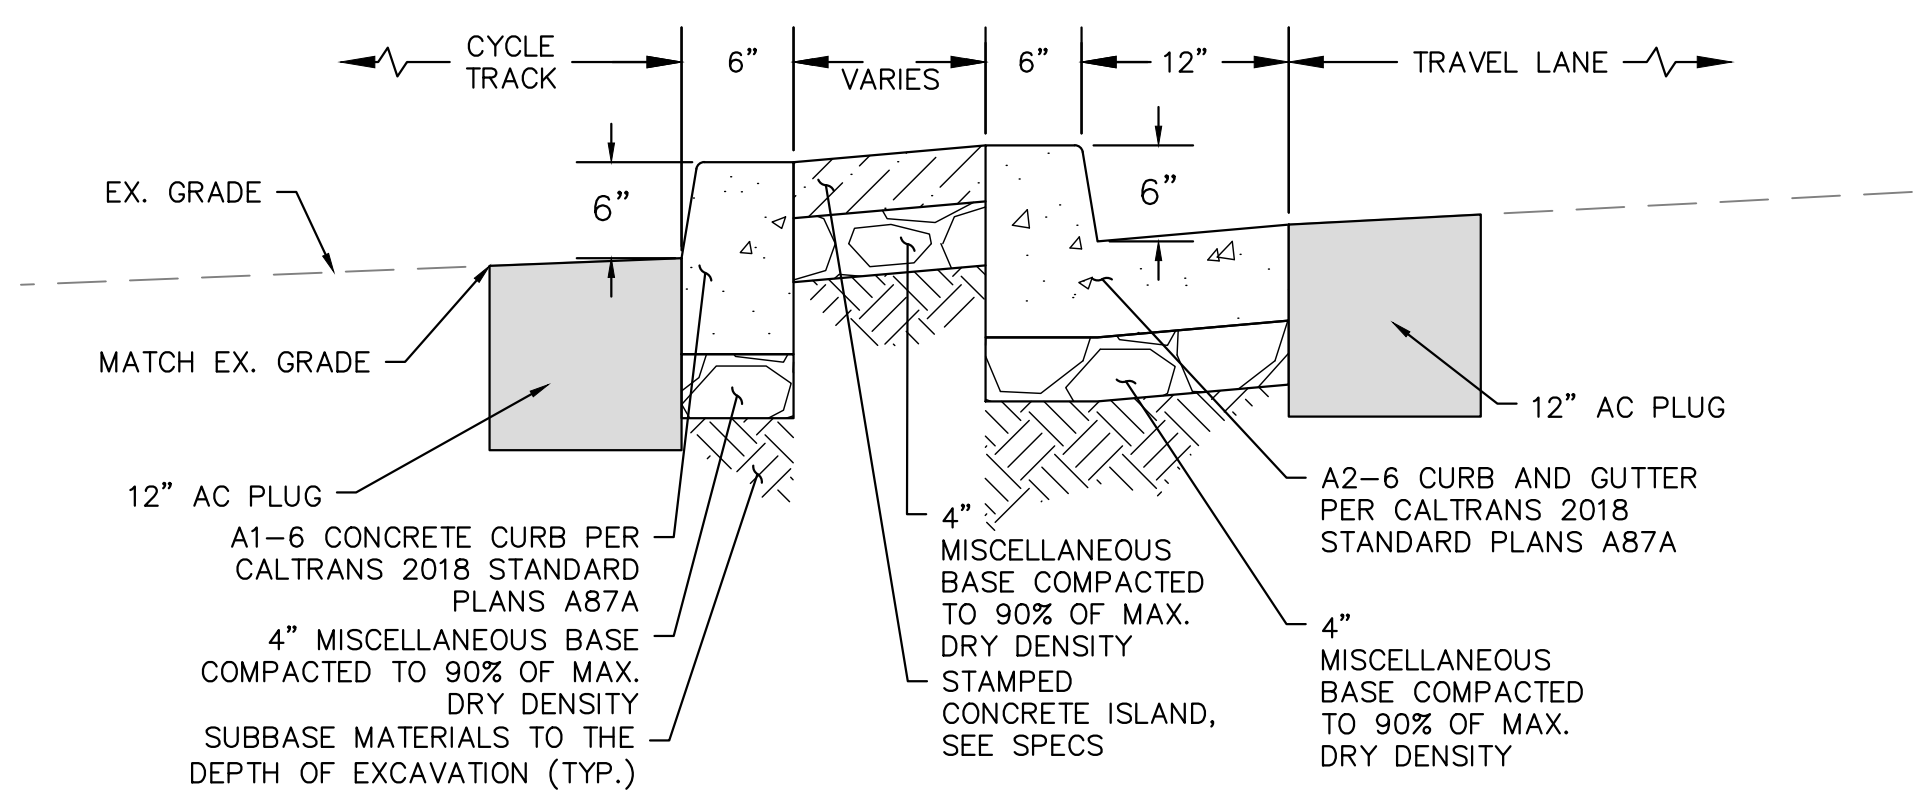 CYCLE
TRACK
6”
VARIES
6”
12”
TRAVEL LANE
EX. GRADE
6”
6”
MATCH EX. GRADE
12” AC PLUG
12” AC PLUG
A1-6 CONCRETE CURB PER
CALTRANS 2018 STANDARD
PLANS A87A
4” MISCELLANEOUS BASE
COMPACTED TO 90% OF MAX.
DRY DENSITY
SUBBASE MATERIALS TO THE
DEPTH OF EXCAVATION (TYP.)
4”
MISCELLANEOUS
BASE COMPACTED
TO 90% OF MAX.
DRY DENSITY
STAMPED
CONCRETE ISLAND,
SEE SPECS
A2-6 CURB AND GUTTER
PER CALTRANS 2018
STANDARD PLANS A87A
4”
MISCELLANEOUS
BASE COMPACTED
TO 90% OF MAX.
DRY DENSITY